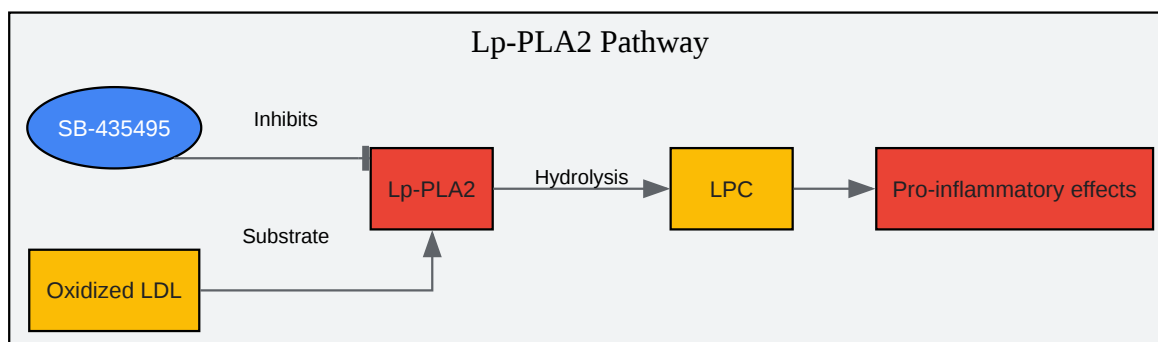 Lp-PLA2 Pathway
SB-435495
Inhibits
Lp-PLA2
Hydrolysis
LPC
Pro-inflammatory effects
Substrate
Oxidized LDL